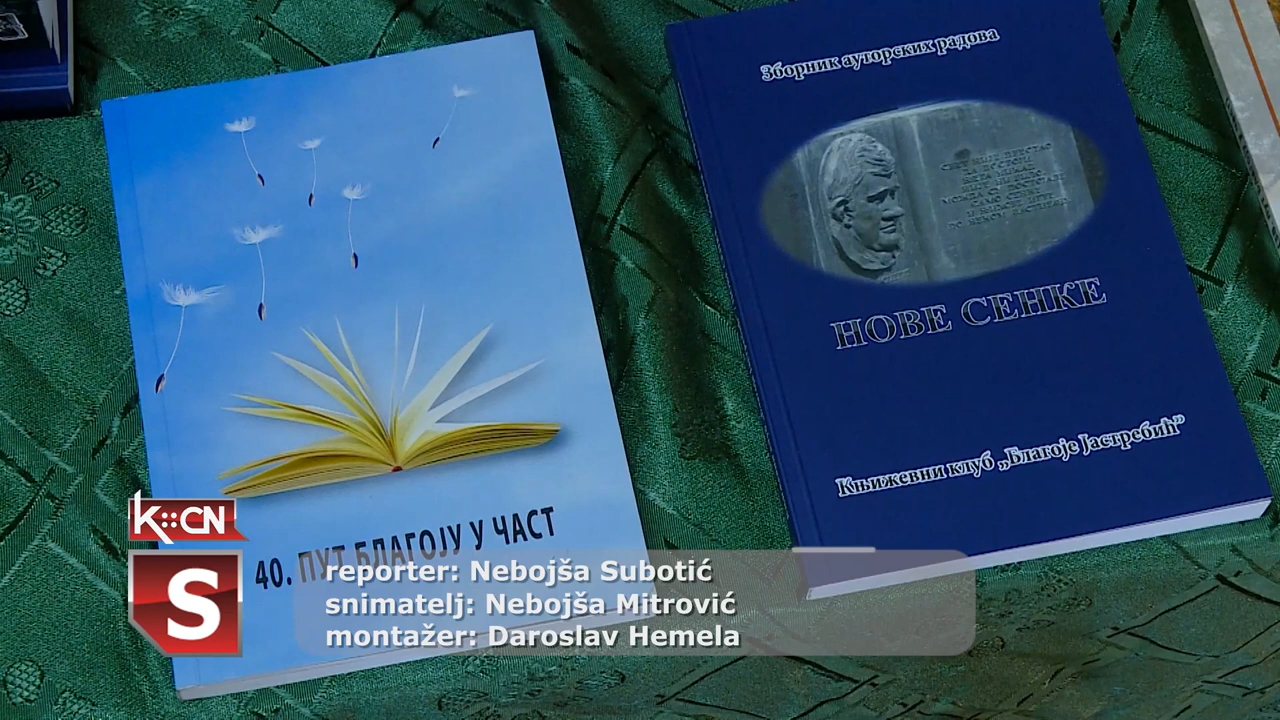 40. ПУТ БЛАГОЈУ У ЧАСТ
Зборник ауторских радова
НОВЕ СЕНКЕ
Књижевни клуб „Благоје Јастребић”
K::CN
S
reporter: Nebojša Subotić
snimatelj: Nebojša Mitrović
montažer: Daroslav Hemela